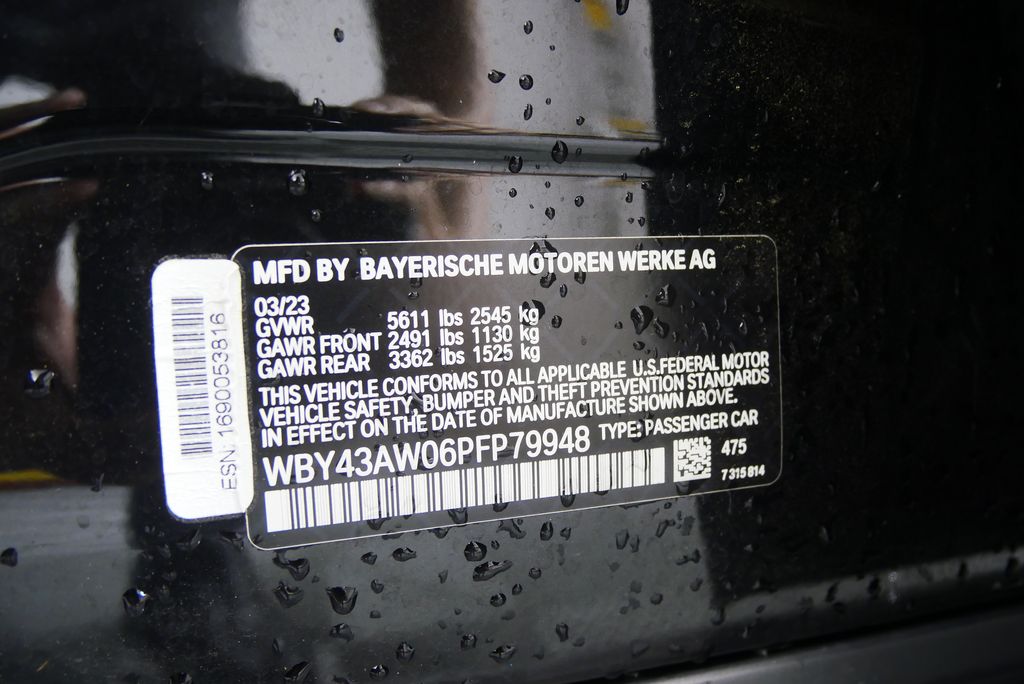 MFD BY BAYERISCHE MOTOREN WERKE AG
03/23
GVWR 5611 lbs 2545 kg
GAWR FRONT 2491 lbs 1130 kg
GAWR REAR 3362 lbs 1525 kg
THIS VEHICLE CONFORMS TO ALL APPLICABLE U.S.FEDERAL MOTOR
VEHICLE SAFETY, BUMPER AND THEFT PREVENTION STANDARDS
IN EFFECT ON THE DATE OF MANUFACTURE SHOWN ABOVE.
WBY43AW06PFP79948 TYPE: PASSENGER CAR
475
7315814
ESN: 1690053816